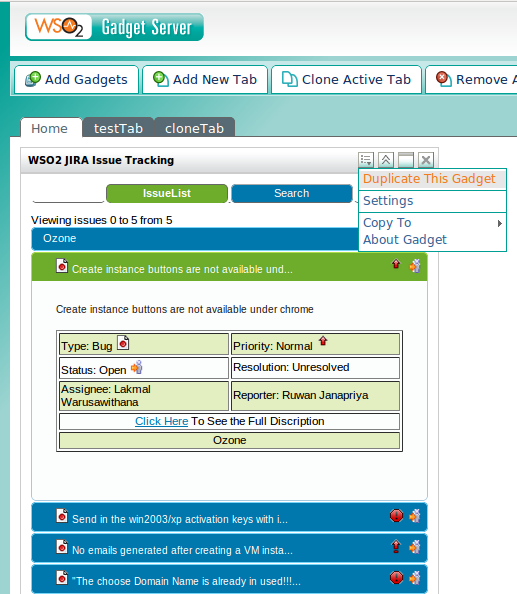 WSO2 Gadget Server
Add Gadgets
Add New Tab
Clone Active Tab
Remove A
Home
testTab
cloneTab
WSO2 JIRA Issue Tracking
Duplicate This Gadget
Settings
Copy To
About Gadget
IssueList
Search
Viewing issues 0 to 5 from 5
Ozone
Create instance buttons are not available und...
Create instance buttons are not available under chrome
Type: Bug
Priority: Normal
Status: Open
Resolution: Unresolved
Assignee: Lakmal
Warusawithana
Reporter: Ruwan Janapriya
Click Here To See the Full Discription
Ozone
Send in the win2003/xp activation keys with i...
No emails generated after creating a VM insta...
"The choose Domain Name is already in used!!!...